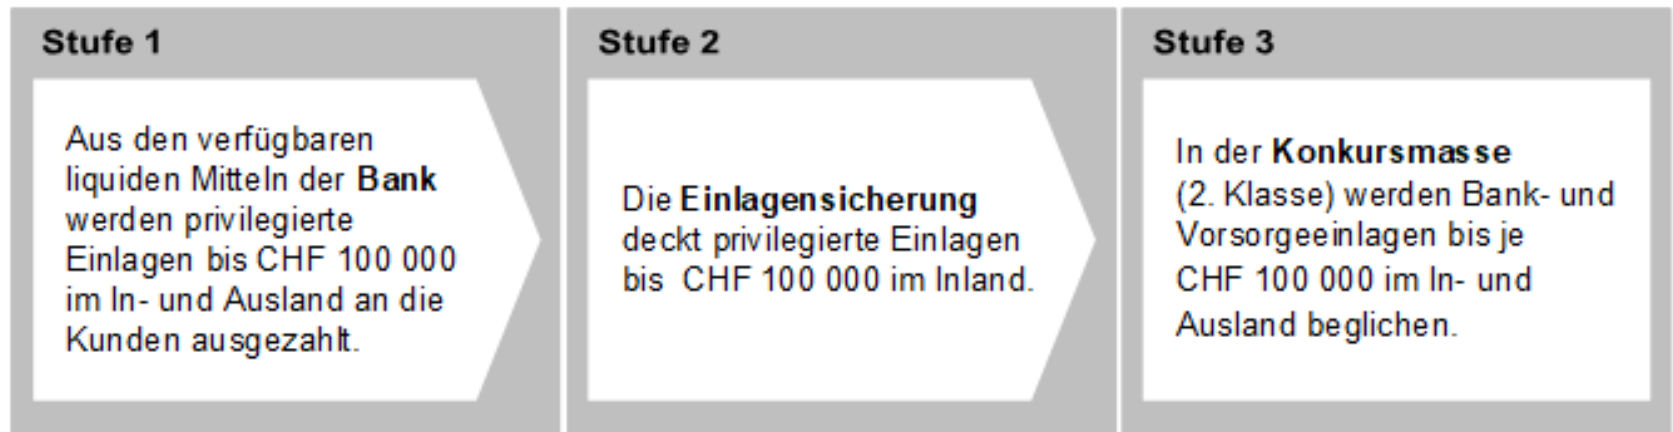 Stufe 1
Aus den verfügbaren
liquiden Mitteln der Bank
werden privilegierte
Einlagen bis CHF 100 000
im In- und Ausland an die
Kunden ausgezahlt.
Stufe 2
Die Einlagensicherung
deckt privilegierte Einlagen
bis CHF 100 000 im Inland.
Stufe 3
In der Konkursmasse
(2. Klasse) werden Bank- und
Vorsorgeeinlagen bis je
CHF 100 000 im In- und
Ausland beglichen.